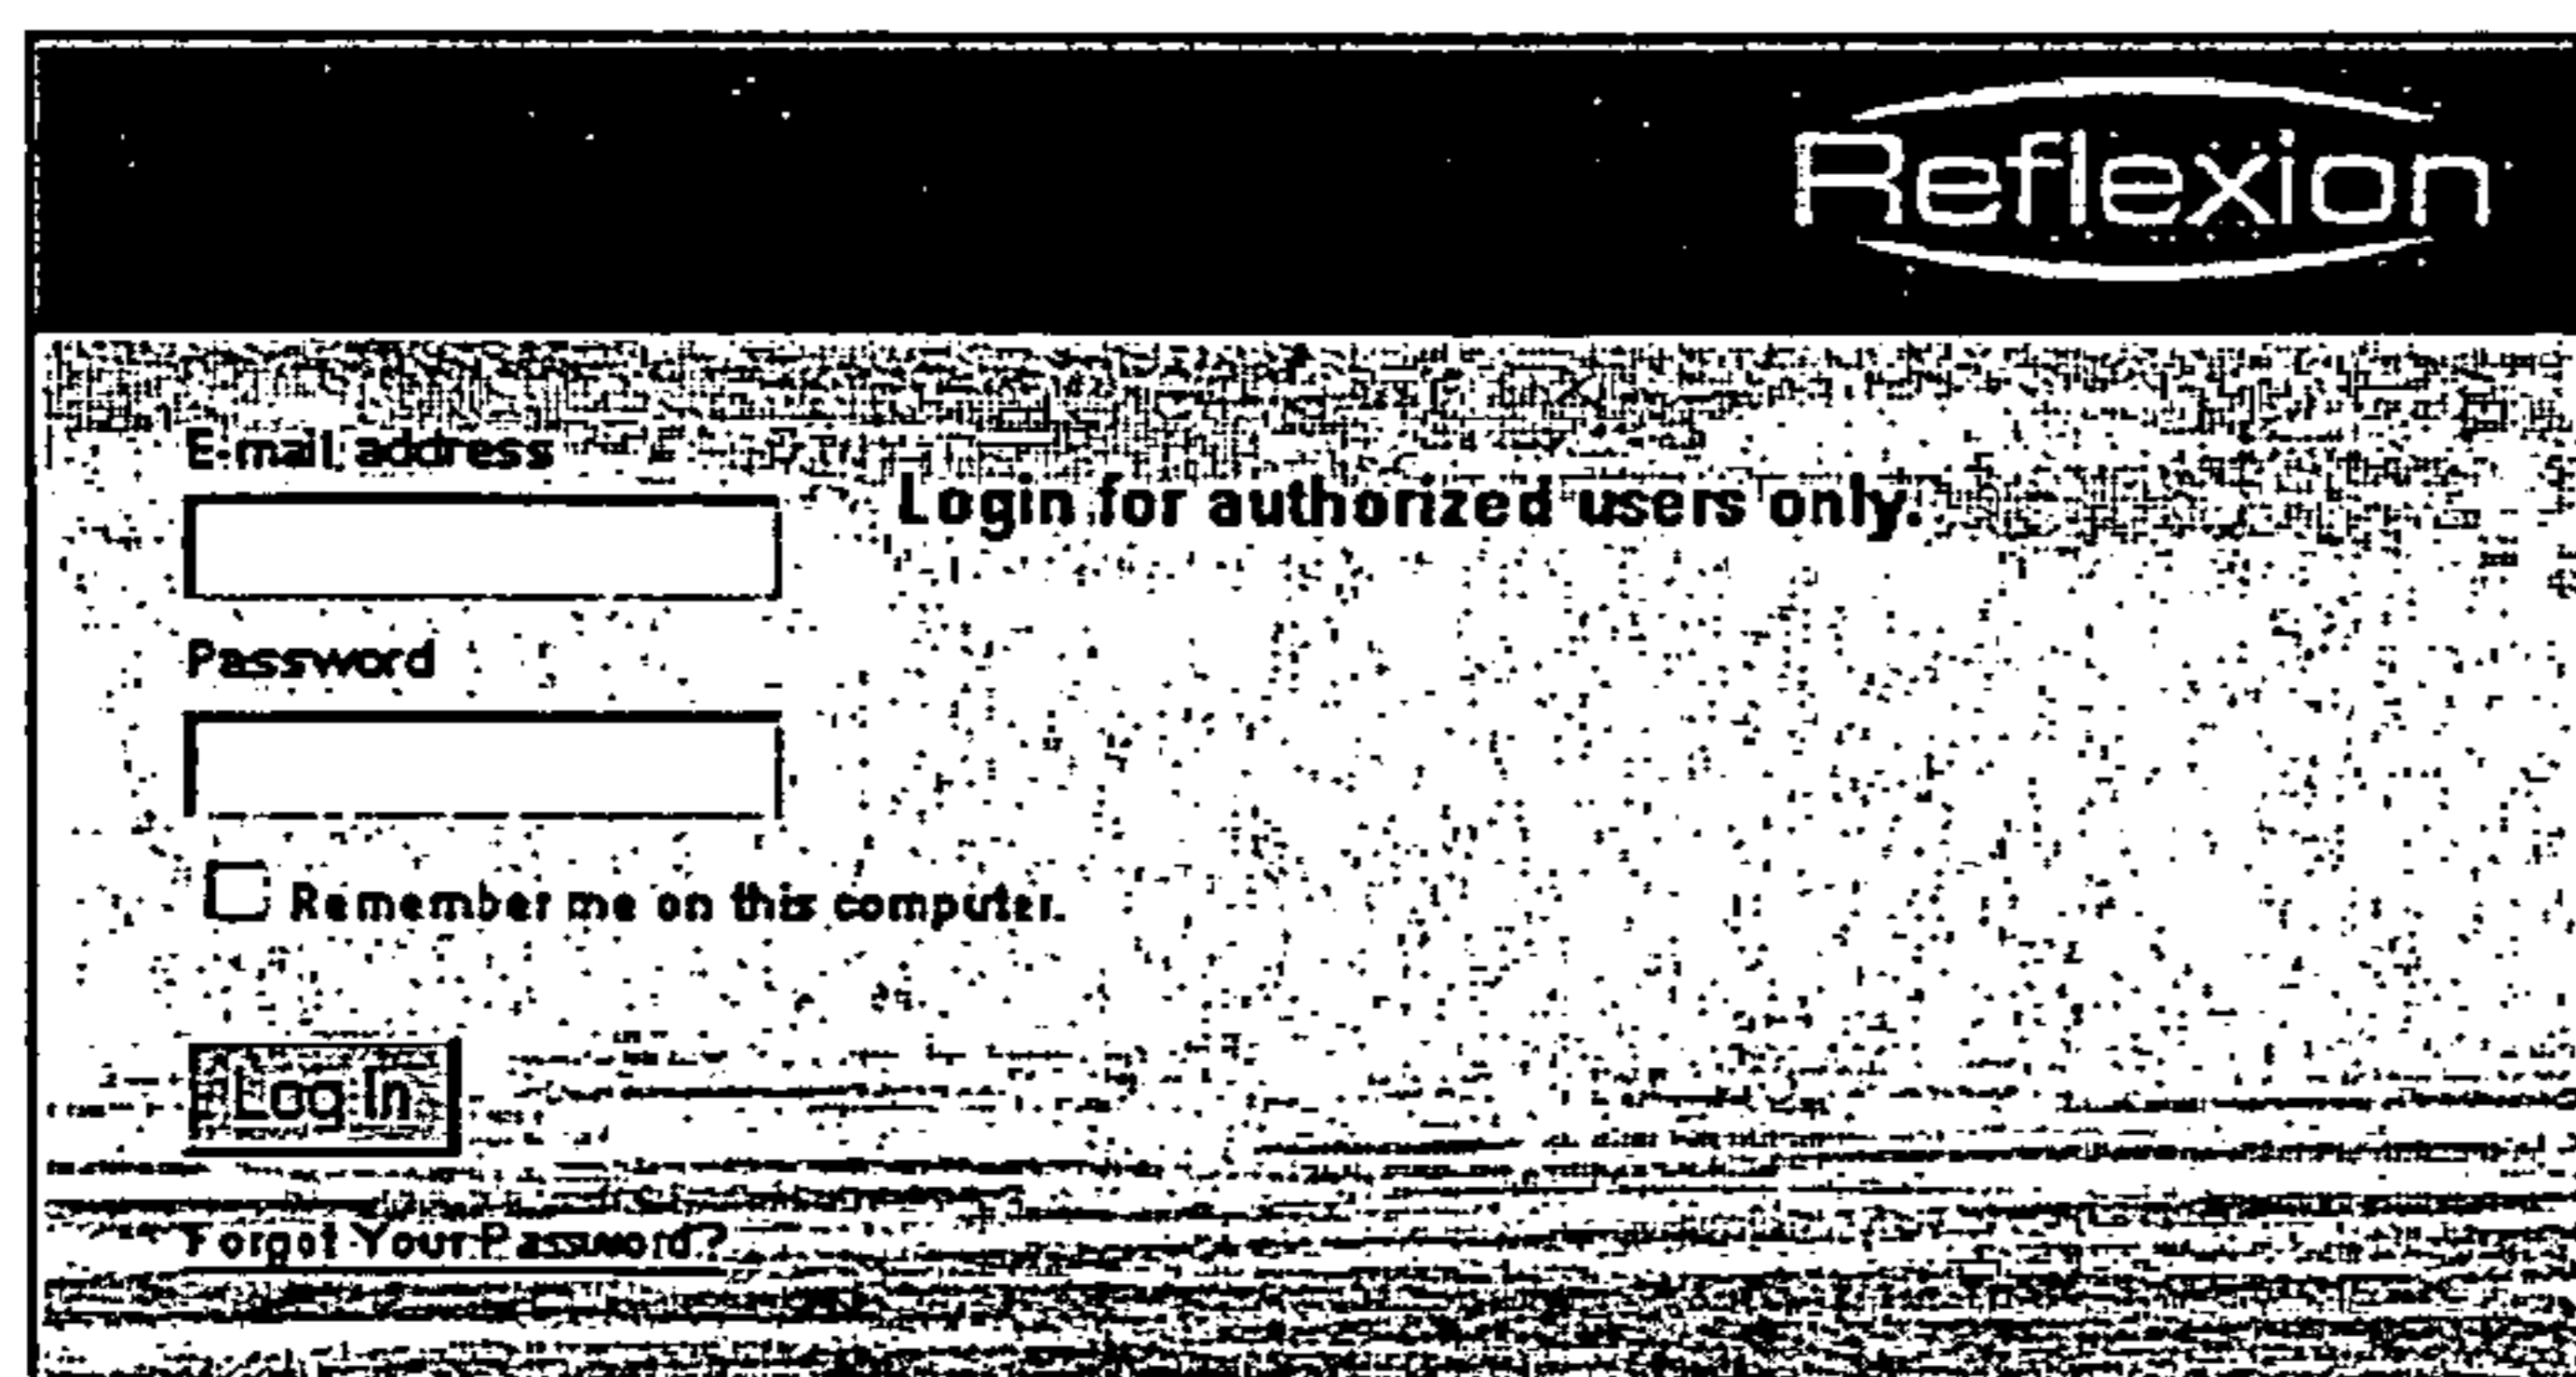 Reflexion
E-mail address
Login for authorized users only.
Password
Remember me on this computer.
Log In
Forgot Your Password?